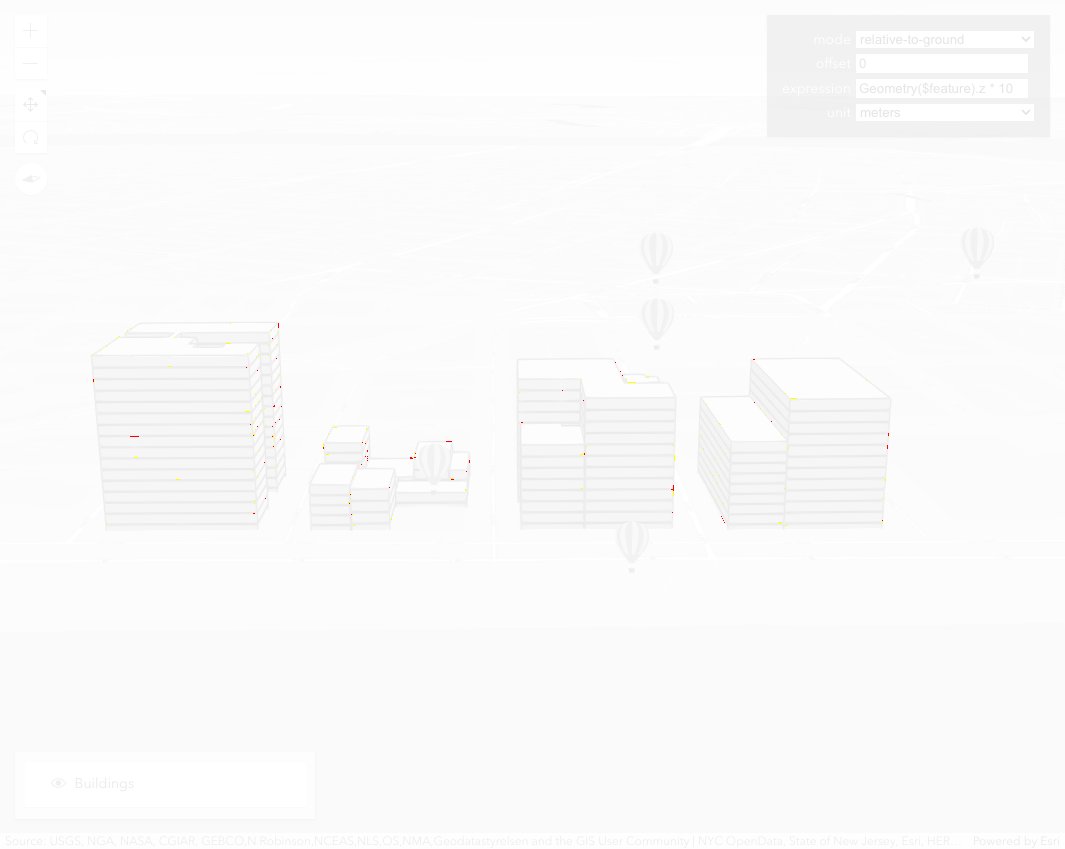 mode relative-to-ground
offset 0
expression Geometry($feature).z * 10
unit meters
Buildings
Source: USGS, NGA, NASA, CGIAR, GEBCO,N Robinson,NCEAS,NLS,OS,NMA,Geodatastyrelsen and the GIS User Community | NYC OpenData, State of New Jersey, Esri, HER... Powered by Esri